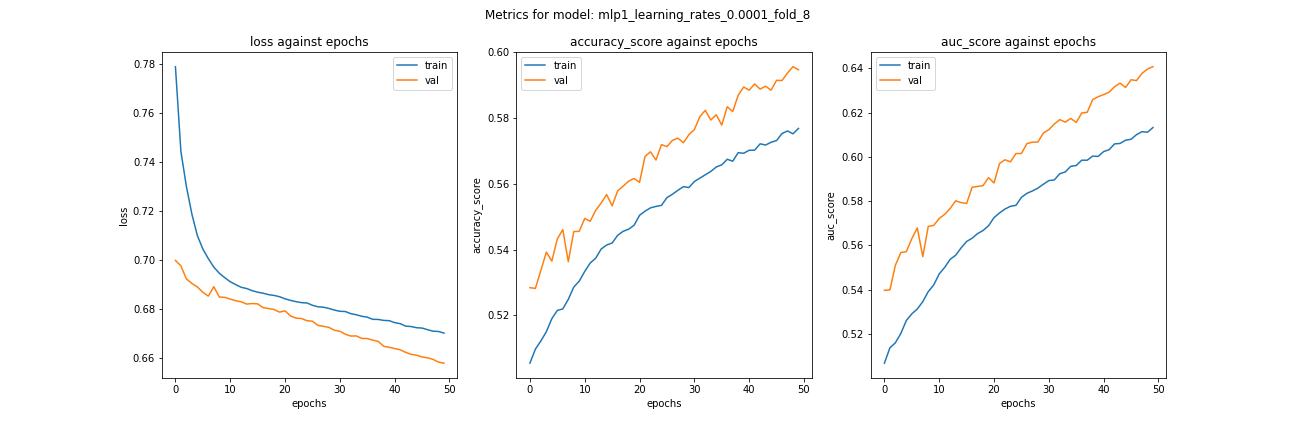 Metrics for model: mlp1_learning_rates_0.0001_fold_8
loss against epochs
train
val
0.78
0.76
0.74
0.72
0.70
0.68
0.66
loss
0
10
20
30
40
50
epochs
accuracy_score against epochs
train
val
0.60
0.58
0.56
0.54
0.52
accuracy_score
0
10
20
30
40
50
epochs
auc_score against epochs
train
val
0.64
0.62
0.60
0.58
0.56
0.54
0.52
auc_score
0
10
20
30
40
50
epochs